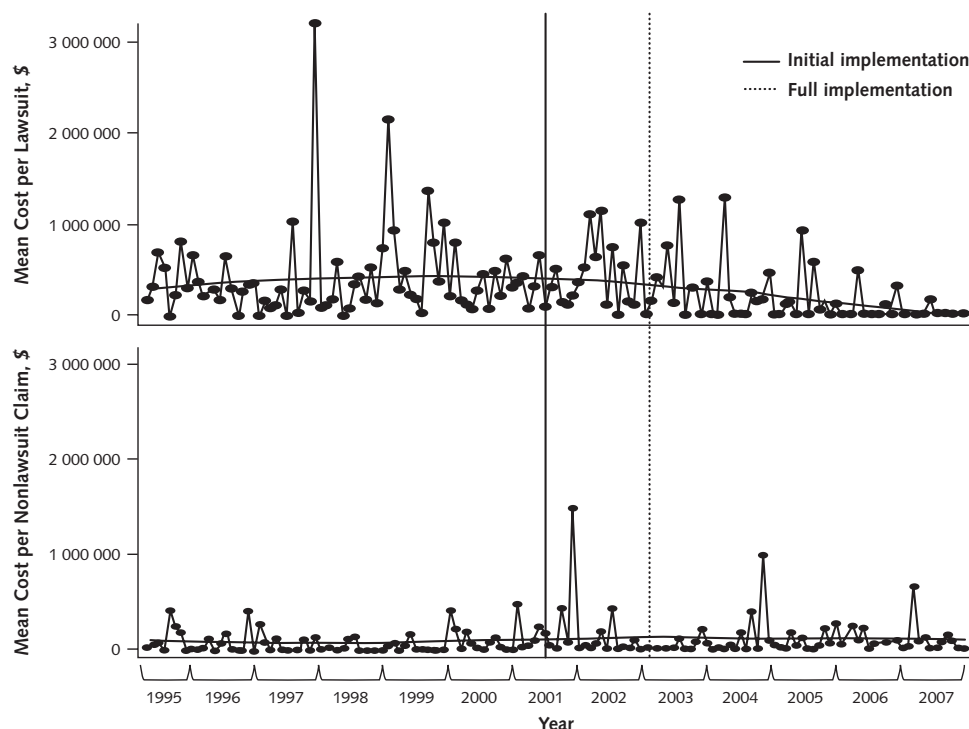 3 000 000
2 000 000
1 000 000
0
Mean Cost per Lawsuit, $
Initial implementation
Full implementation
3 000 000
2 000 000
1 000 000
0
Mean Cost per Nonlawsuit Claim, $
1995 1996 1997 1998 1999 2000 2001 2002 2003 2004 2005 2006 2007
Year